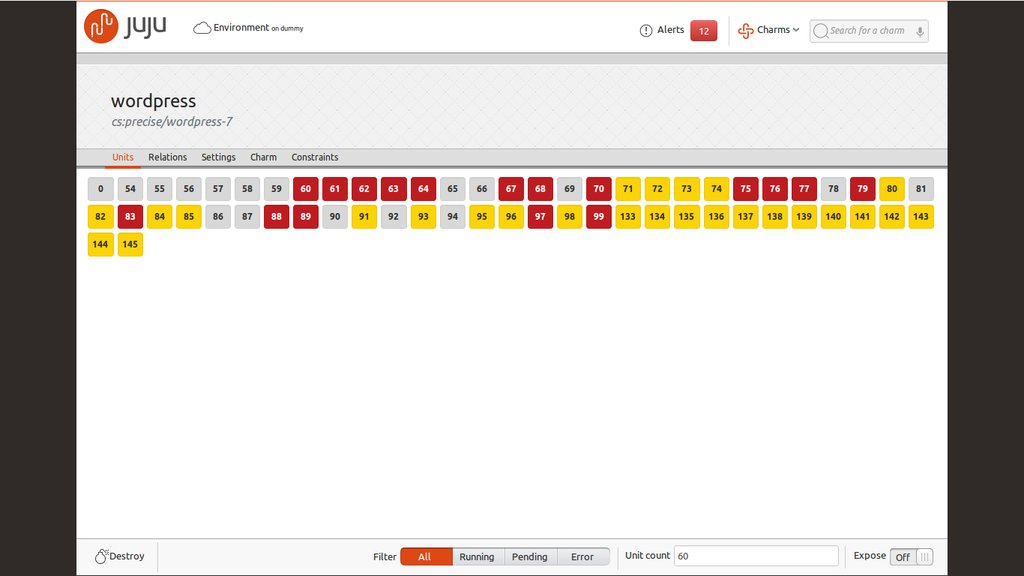 juju Environment on dummy Alerts 12 Charms Search for a charm
wordpress
cs:precise/wordpress-7
Units Relations Settings Charm Constraints
0 54 55 56 57 58 59 60 61 62 63 64 65 66 67 68 69 70 71 72 73 74 75 76 77 78 79 80 81
82 83 84 85 86 87 88 89 90 91 92 93 94 95 96 97 98 99 133 134 135 136 137 138 139 140 141 142 143
144 145
Destroy Filter All Running Pending Error Unit count 60 Expose Off